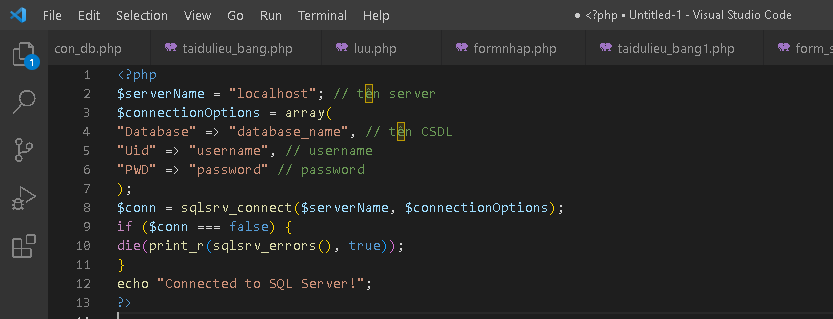 File Edit Selection View Go Run Terminal Help ● <?php • Untitled-1 - Visual Studio Code
con_db.php taidulieu_bang.php luu.php formnhap.php taidulieu_bang1.php form_s
1
1 <?php
2 $serverName = "localhost"; // tên server
3 $connectionOptions = array(
4 "Database" => "database_name", // tên CSDL
5 "Uid" => "username", // username
6 "PWD" => "password" // password
7 );
8 $conn = sqlsrv_connect($serverName, $connectionOptions);
9 if ($conn === false) {
10 die(print_r(sqlsrv_errors(), true));
11 }
12 echo "Connected to SQL Server!";
13 ?>